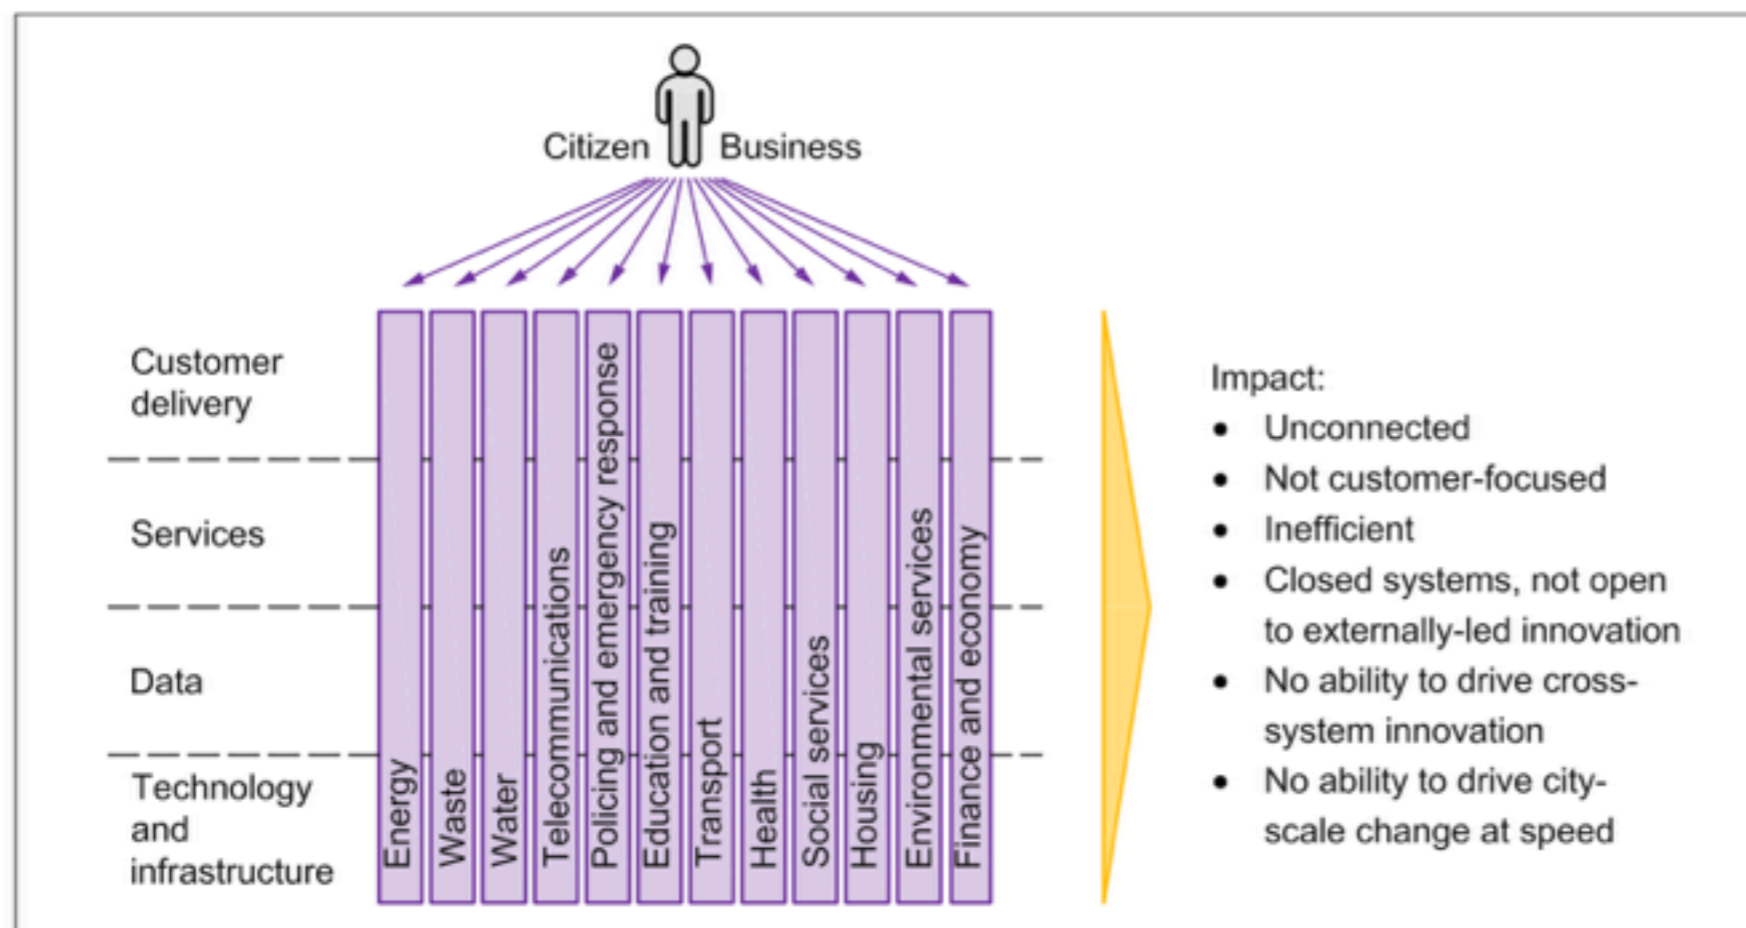 Citizen Business
Customer
delivery
Services
Data
Technology
and
infrastructure
Energy
Waste
Water
Telecommunications
Policing and emergency response
Education and training
Transport
Health
Social services
Housing
Environmental services
Finance and economy
Impact:
• Unconnected
• Not customer-focused
• Inefficient
• Closed systems, not open
to externally-led innovation
• No ability to drive cross-
system innovation
• No ability to drive city-
scale change at speed